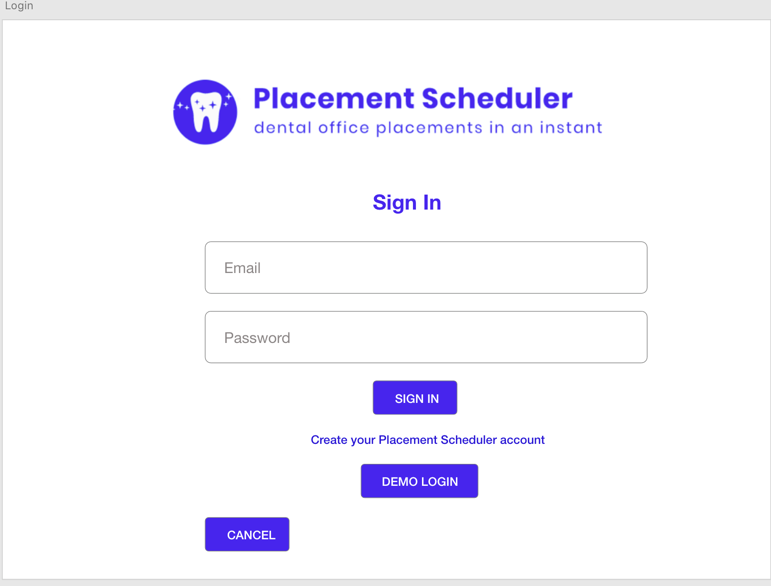 Login
Placement Scheduler
dental office placements in an instant
Sign In
Email
Password
SIGN IN
Create your Placement Scheduler account
DEMO LOGIN
CANCEL